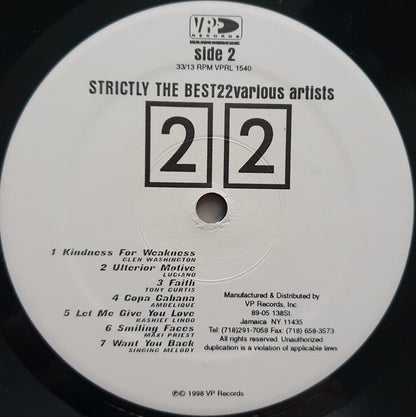 VP
RECORDS
side 2
33/13 RPM VPRL 1540
STRICTLY THE BEST22various artists
22
1 Kindness For Weakness
GLEN WASHINGTON
2 Ulterior Motive
LUCIANO
3 Faith
TONY CURTIS
4 Copa Cabana
AMBELIQUE
5 Let Me Give You Love
KASHIEF LINDO
6 Smiling Faces
MAXI PRIEST
7 Want You Back
SINGING MELODY
Manufactured & Distributed by
VP Records, Inc.
89-05 138St.
Jamaica NY 11435
Tel: (718)291-7058 Fax: (718) 658-3573
All rights reserved. Unauthorized
duplication is a violation of applicable laws
℗© 1998 VP Records